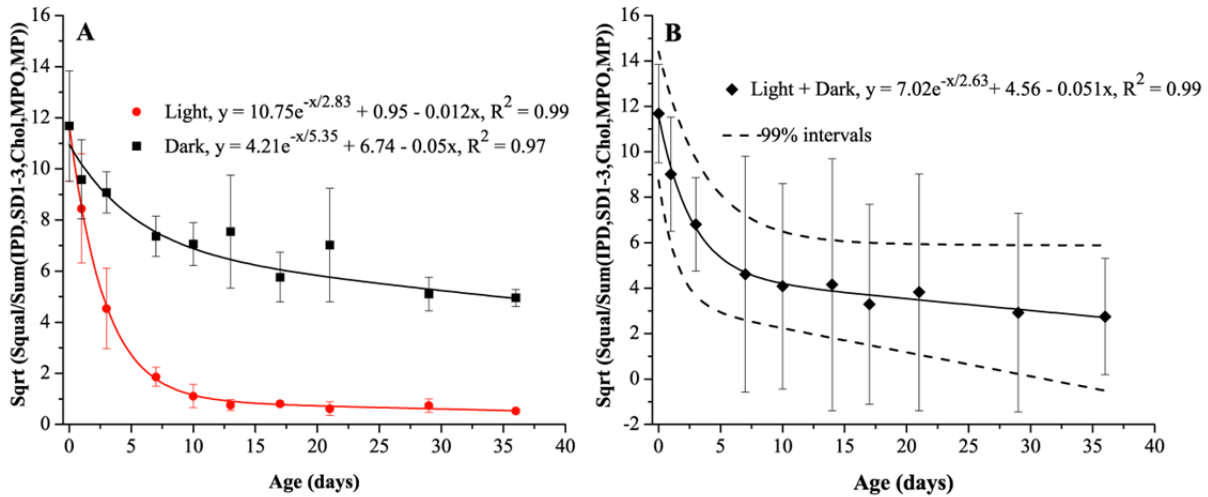 A
Sqrt (Squal/Sum(IPD,SD1-3,Chol,MPO,MP)
16
14
12
10
8
6
4
2
0
Light, y = 10.75e^{-x/2.83} + 0.95 - 0.012x, R² = 0.99
Dark, y = 4.21e^{-x/5.35} + 6.74 - 0.05x, R² = 0.97
0 5 10 15 20 25 30 35 40
Age (days)
B
Sqrt (Squal/Sum(IPD,SD1-3,Chol,MPO,MP)
16
14
12
10
8
6
4
2
0
-2
Light + Dark, y = 7.02e^{-x/2.63} + 4.56 - 0.051x, R² = 0.99
-99% intervals
0 5 10 15 20 25 30 35 40
Age (days)